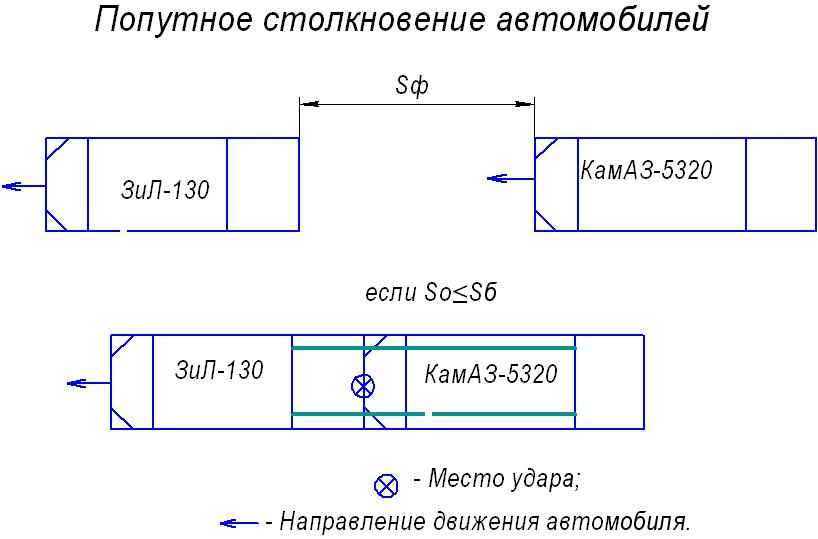 Попутное столкновение автомобилей
Sф
ЗиЛ-130
КамАЗ-5320
если Sо≤Sб
ЗиЛ-130
КамАЗ-5320
- Место удара;
- Направление движения автомобиля.